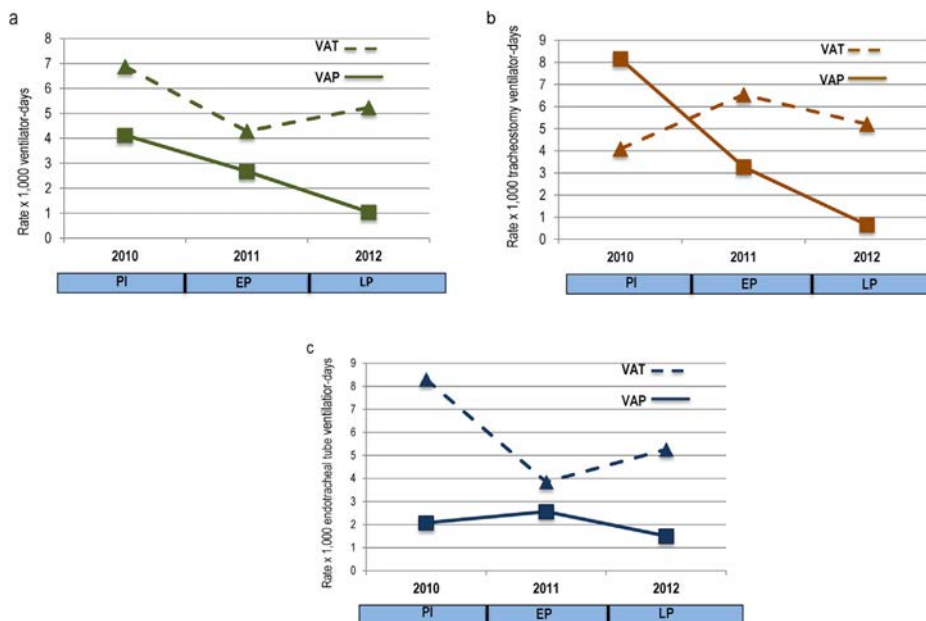 a
Rate x 1,000 ventilator-days
8
7
6
5
4
3
2
1
0
VAT
VAP
2010 2011 2012
PI EP LP
b
Rate x 1,000 tracheostomy ventilator-days
9
8
7
6
5
4
3
2
1
0
VAT
VAP
2010 2011 2012
PI EP LP
c
Rate x 1,000 endotracheal tube ventilatior-days
9
8
7
6
5
4
3
2
1
0
VAT
VAP
2010 2011 2012
PI EP LP